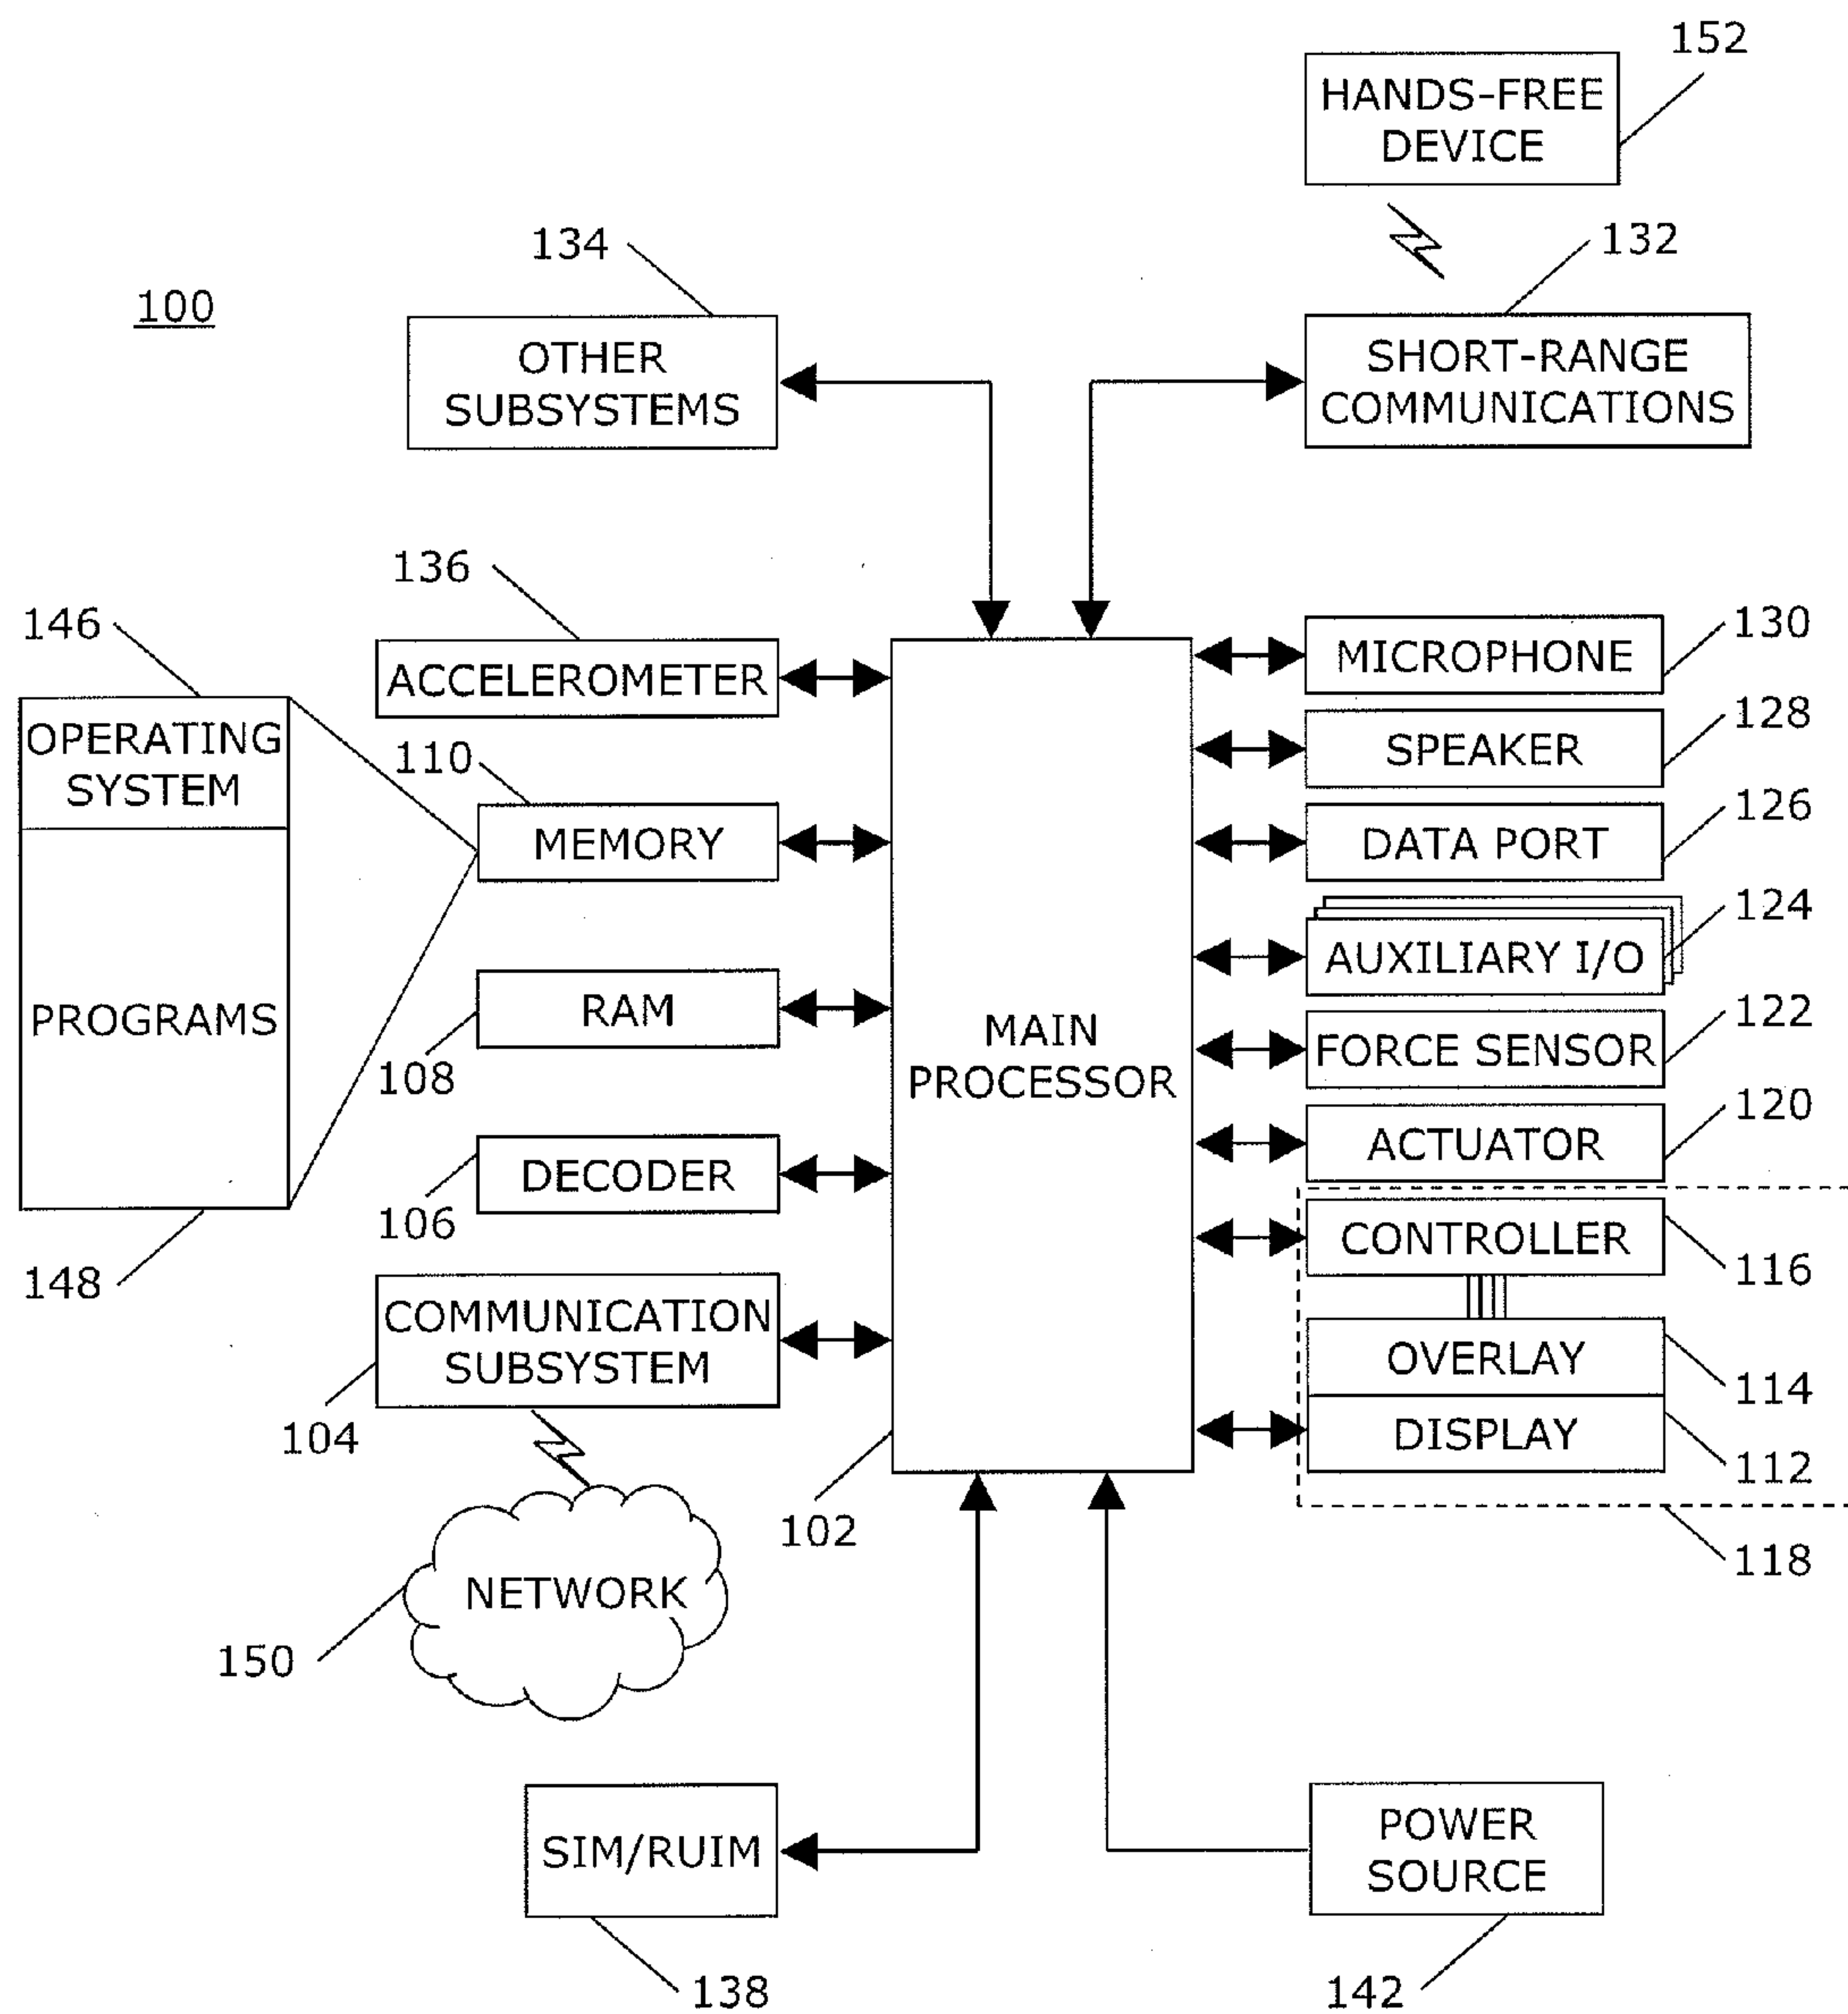 152
HANDS-FREE
DEVICE
134
132
100
OTHER
SUBSYSTEMS
SHORT-RANGE
COMMUNICATIONS
136
146
ACCELEROMETER
MICROPHONE
130
OPERATING
SYSTEM
110
SPEAKER
128
MEMORY
DATA PORT
126
AUXILIARY I/O
124
PROGRAMS
RAM
108
MAIN
PROCESSOR
FORCE SENSOR
122
ACTUATOR
120
DECODER
106
CONTROLLER
116
148
COMMUNICATION
SUBSYSTEM
104
OVERLAY
114
DISPLAY
112
102
118
NETWORK
150
SIM/RUIM
POWER
SOURCE
138
142